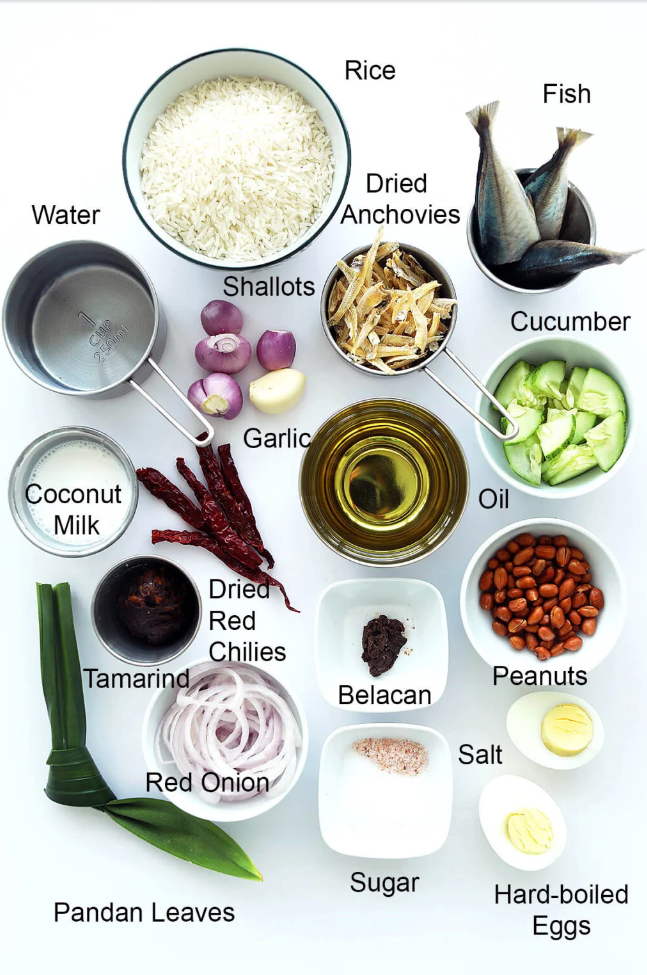 Rice
Fish
Dried
Anchovies
Water
Shallots
Cucumber
1
CUP
250ml
Garlic
Coconut
Milk
Oil
Dried
Red
Chilies
Tamarind
Peanuts
Belacan
Salt
Red Onion
Sugar
Hard-boiled
Eggs
Pandan Leaves